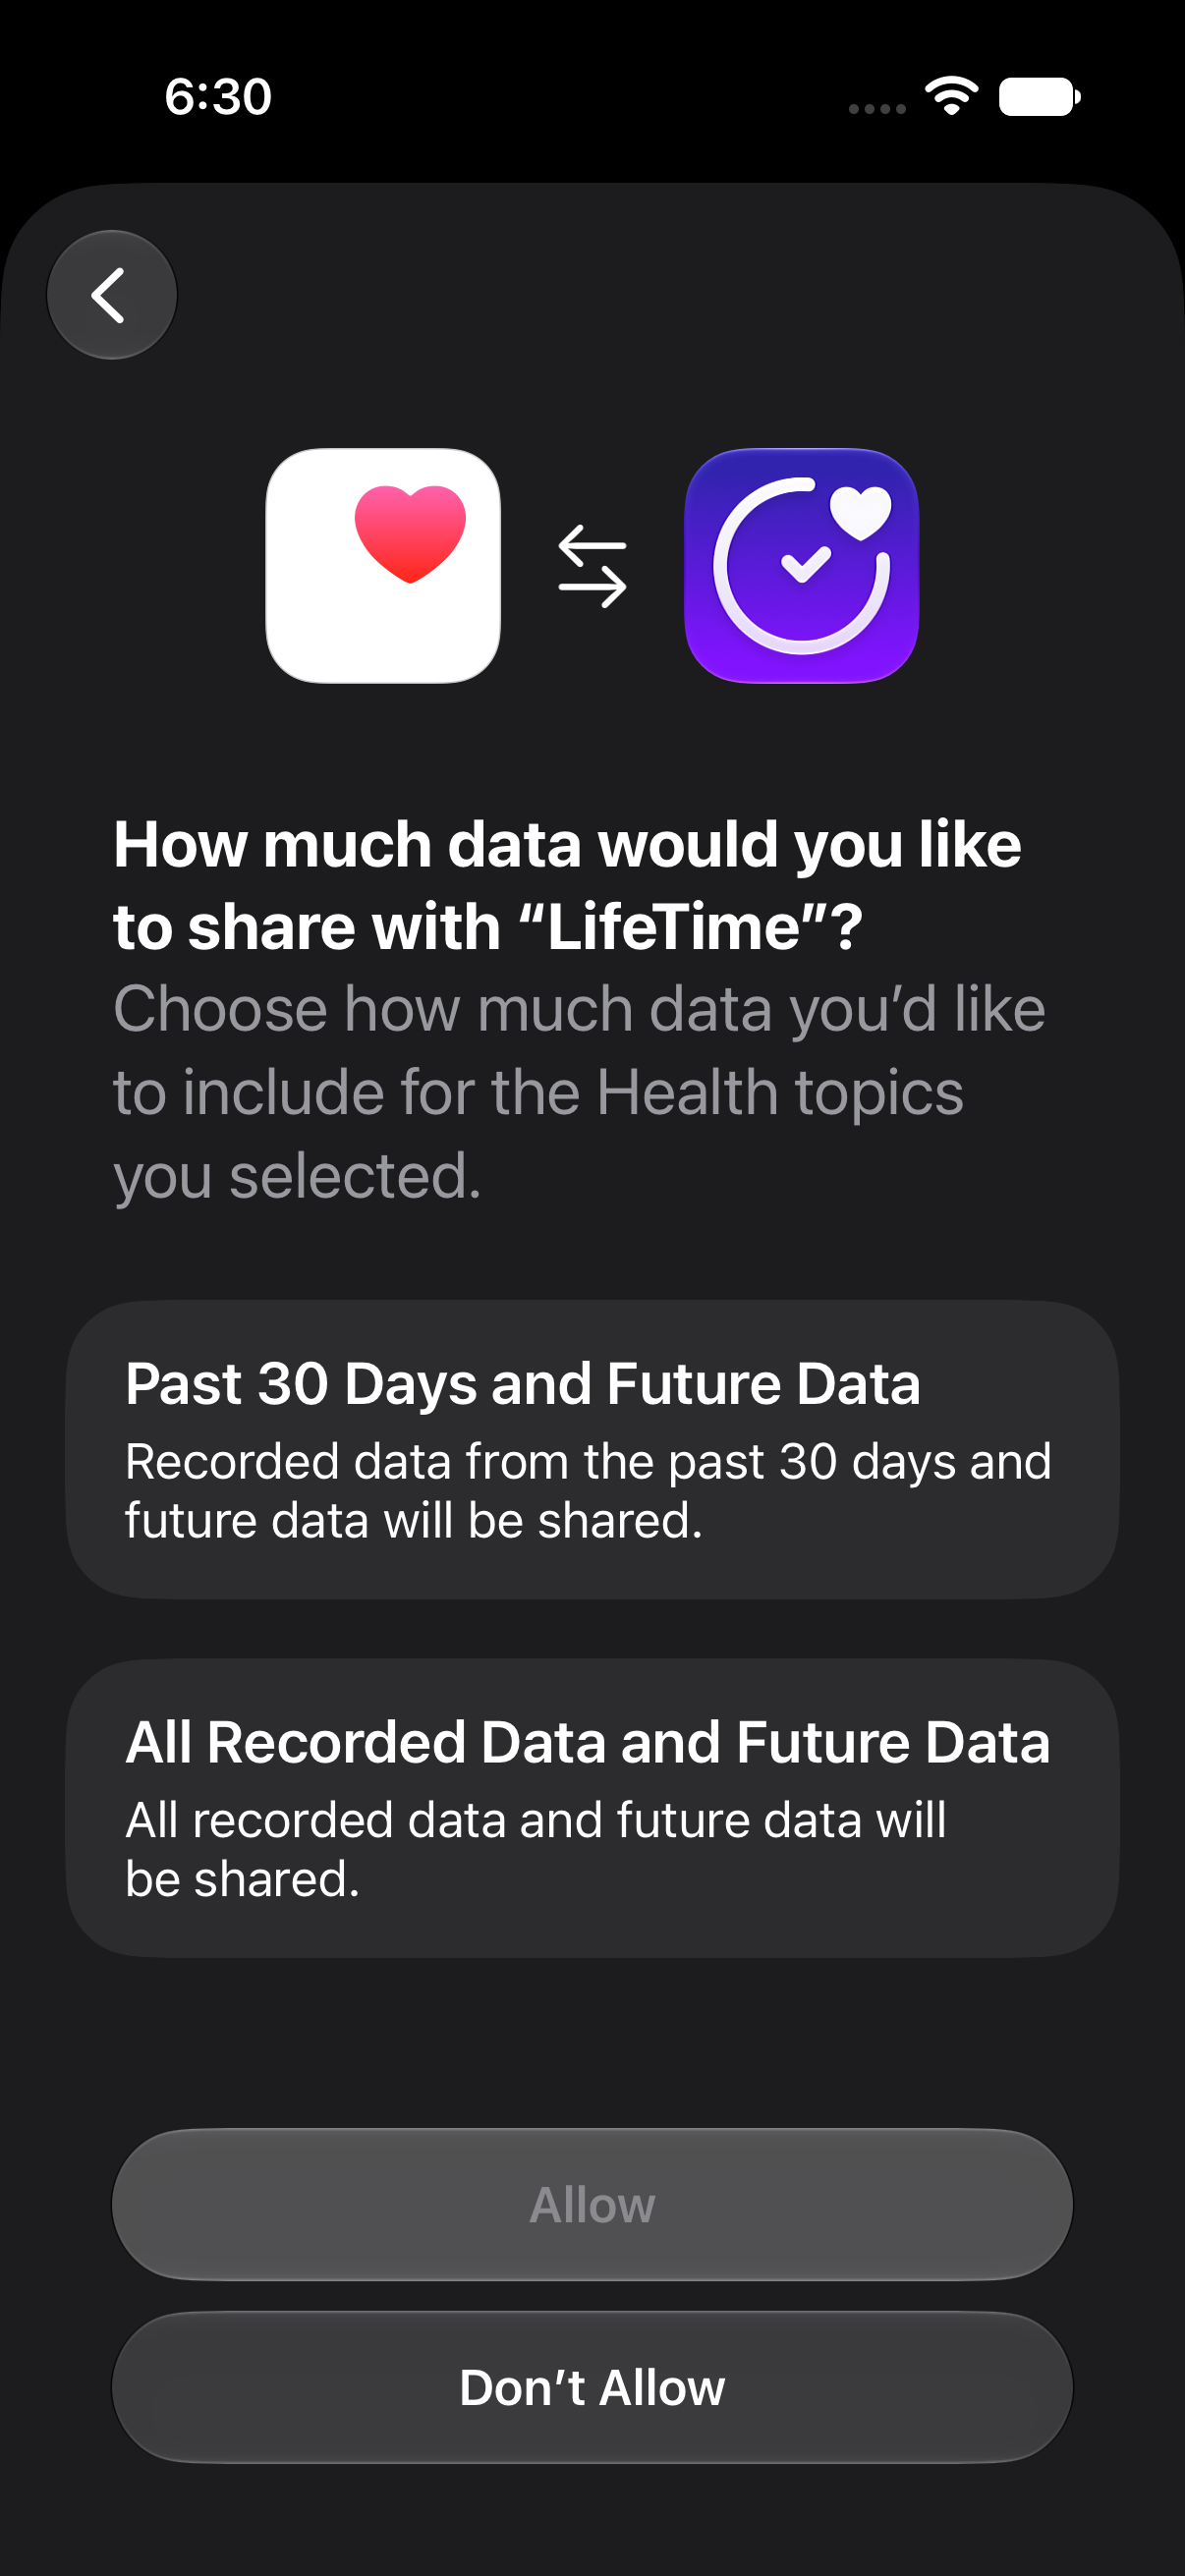 6:30
How much data would you like
to share with “LifeTime”?
Choose how much data you’d like
to include for the Health topics
you selected.
Past 30 Days and Future Data
Recorded data from the past 30 days and
future data will be shared.
All Recorded Data and Future Data
All recorded data and future data will
be shared.
Allow
Don’t Allow